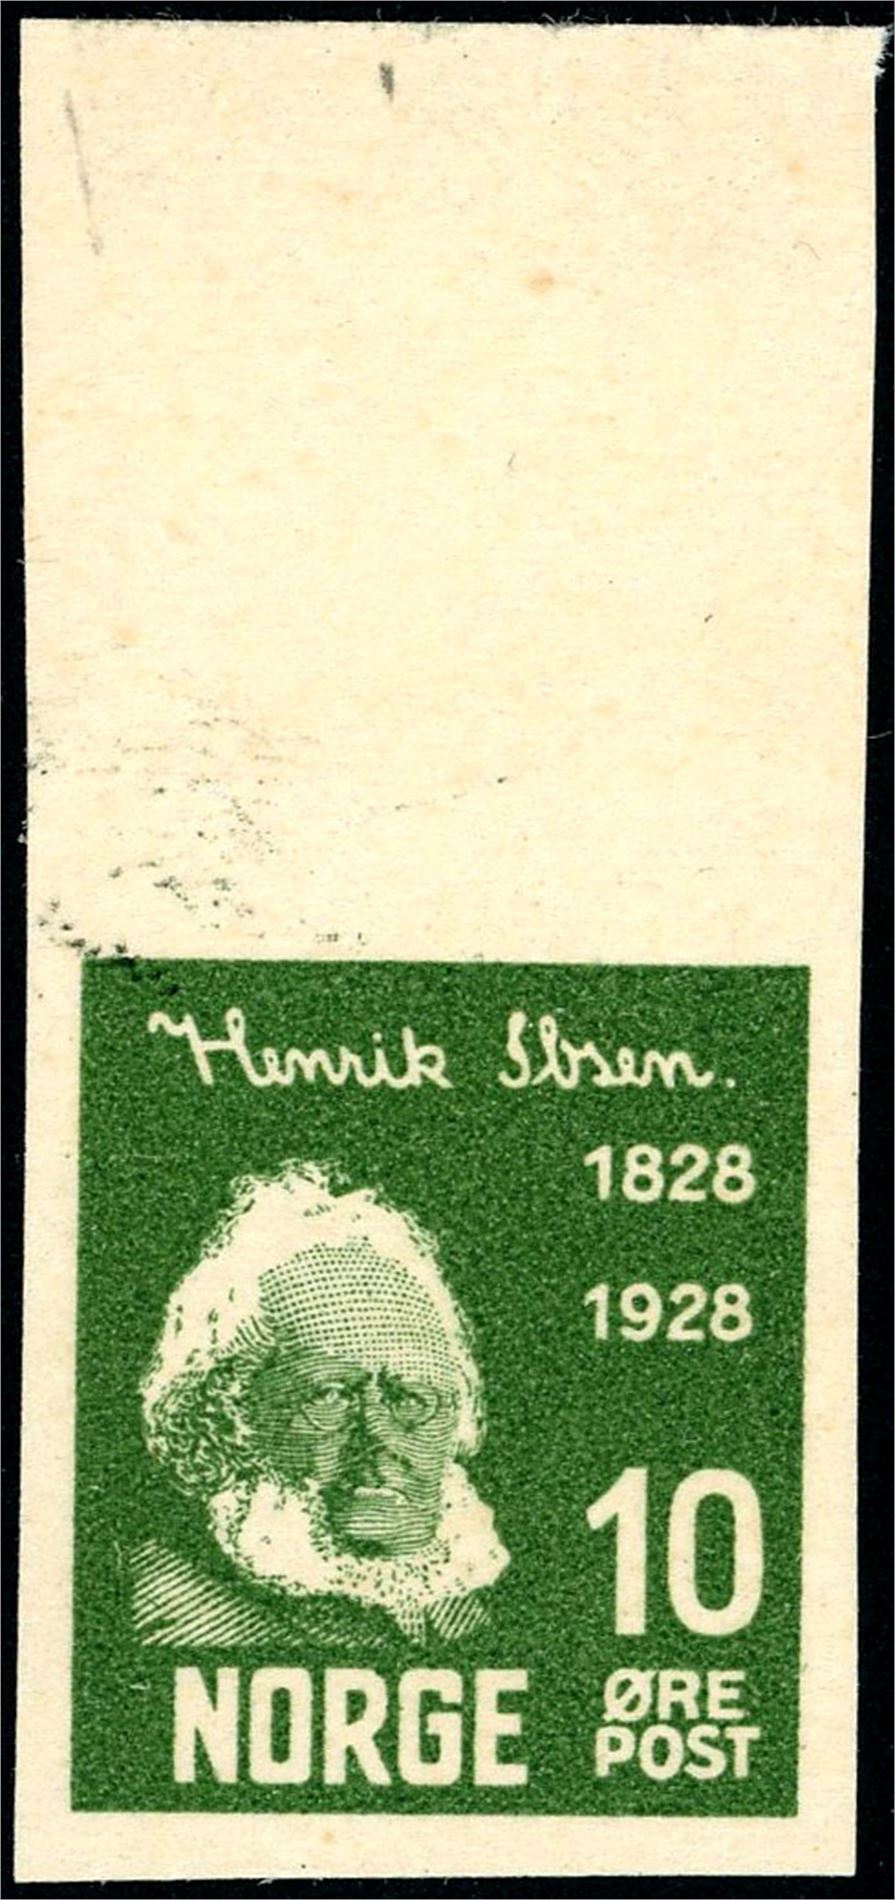 Henrik Ibsen.
1828
1928
10
NORGE
ØRE
POST